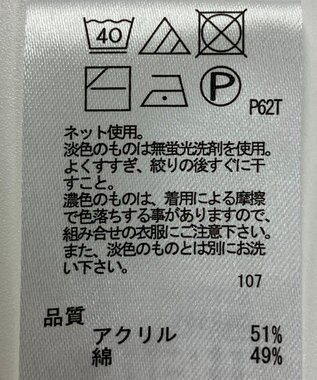 40
P
P62T
ネット使用。
淡色のものは無蛍光洗剤を使用。
よくすすぎ、絞りの後すぐに干
すこと。
濃色のものは、着用による摩擦
で色落ちする事がありますので、
組み合せの衣服にご注意下さい。
また、淡色のものとは別にお洗
い下さい。
107
品質
アクリル 51%
綿 49%